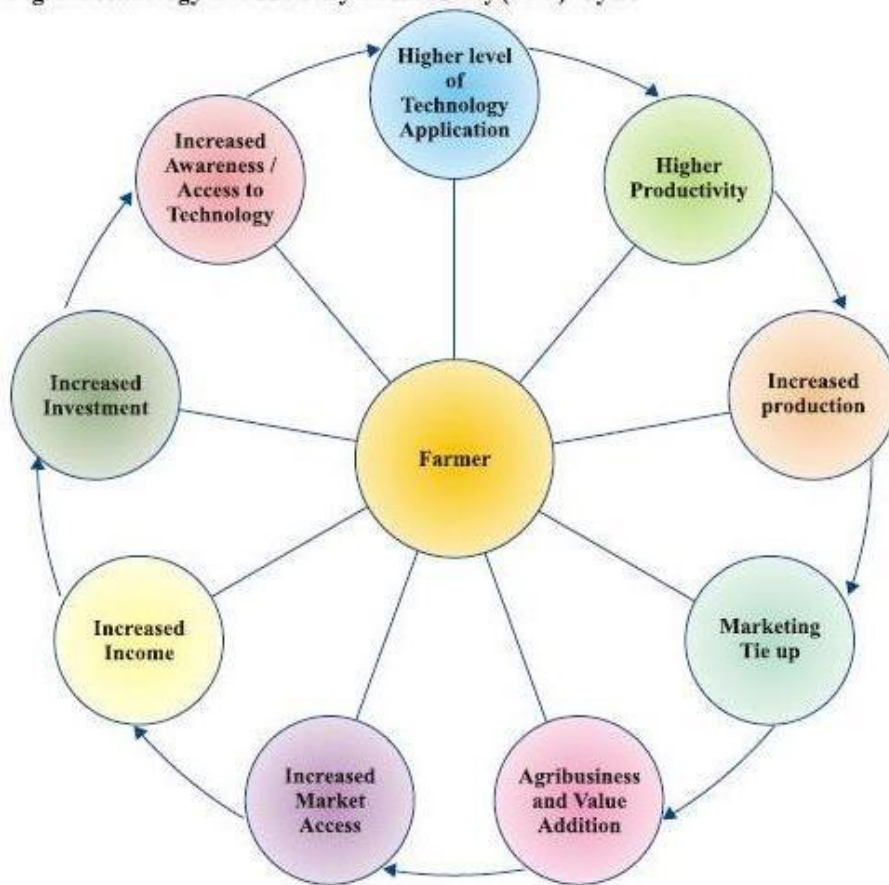 Higher level
of
Technology
Application
Higher
Productivity
Increased
production
Marketing
Tie up
Agribusiness
and Value
Addition
Increased
Market
Access
Increased
Income
Increased
Investment
Increased
Awareness /
Access to
Technology
Farmer